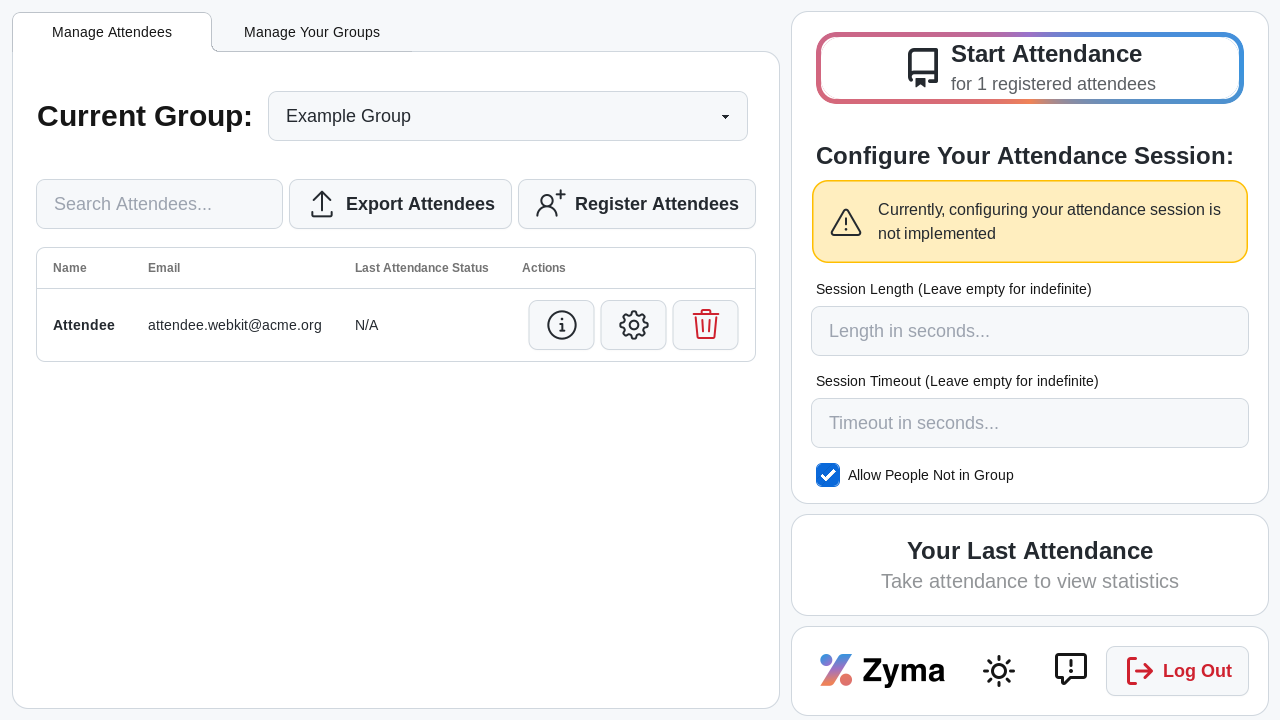 Manage Attendees
Manage Your Groups
Current Group:
Example Group
Search Attendees...
Export Attendees
Register Attendees
Name
Email
Last Attendance Status
Actions
Attendee
attendee.webkit@acme.org
N/A
Start Attendance
for 1 registered attendees
Configure Your Attendance Session:
Currently, configuring your attendance session is
not implemented
Session Length (Leave empty for indefinite)
Length in seconds...
Session Timeout (Leave empty for indefinite)
Timeout in seconds...
Allow People Not in Group
Your Last Attendance
Take attendance to view statistics
Zyma
Log Out